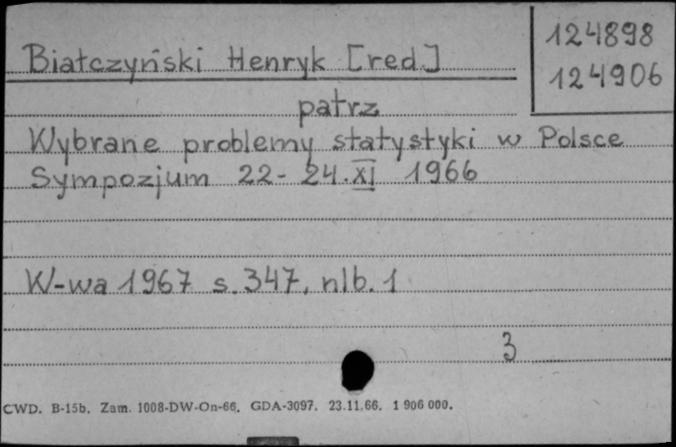 124898
Białczyński Henryk [red]
124906
patrz
Wybrane problemy statystyki w Polsce
Sympozjum 22-24.XI 1966
W-wa 1967 s. 347, nlb. 1
3
CWD. B-15b. Zam. 1008-DW-On-66. GDA-3097. 23.11.66. 1 906 000.